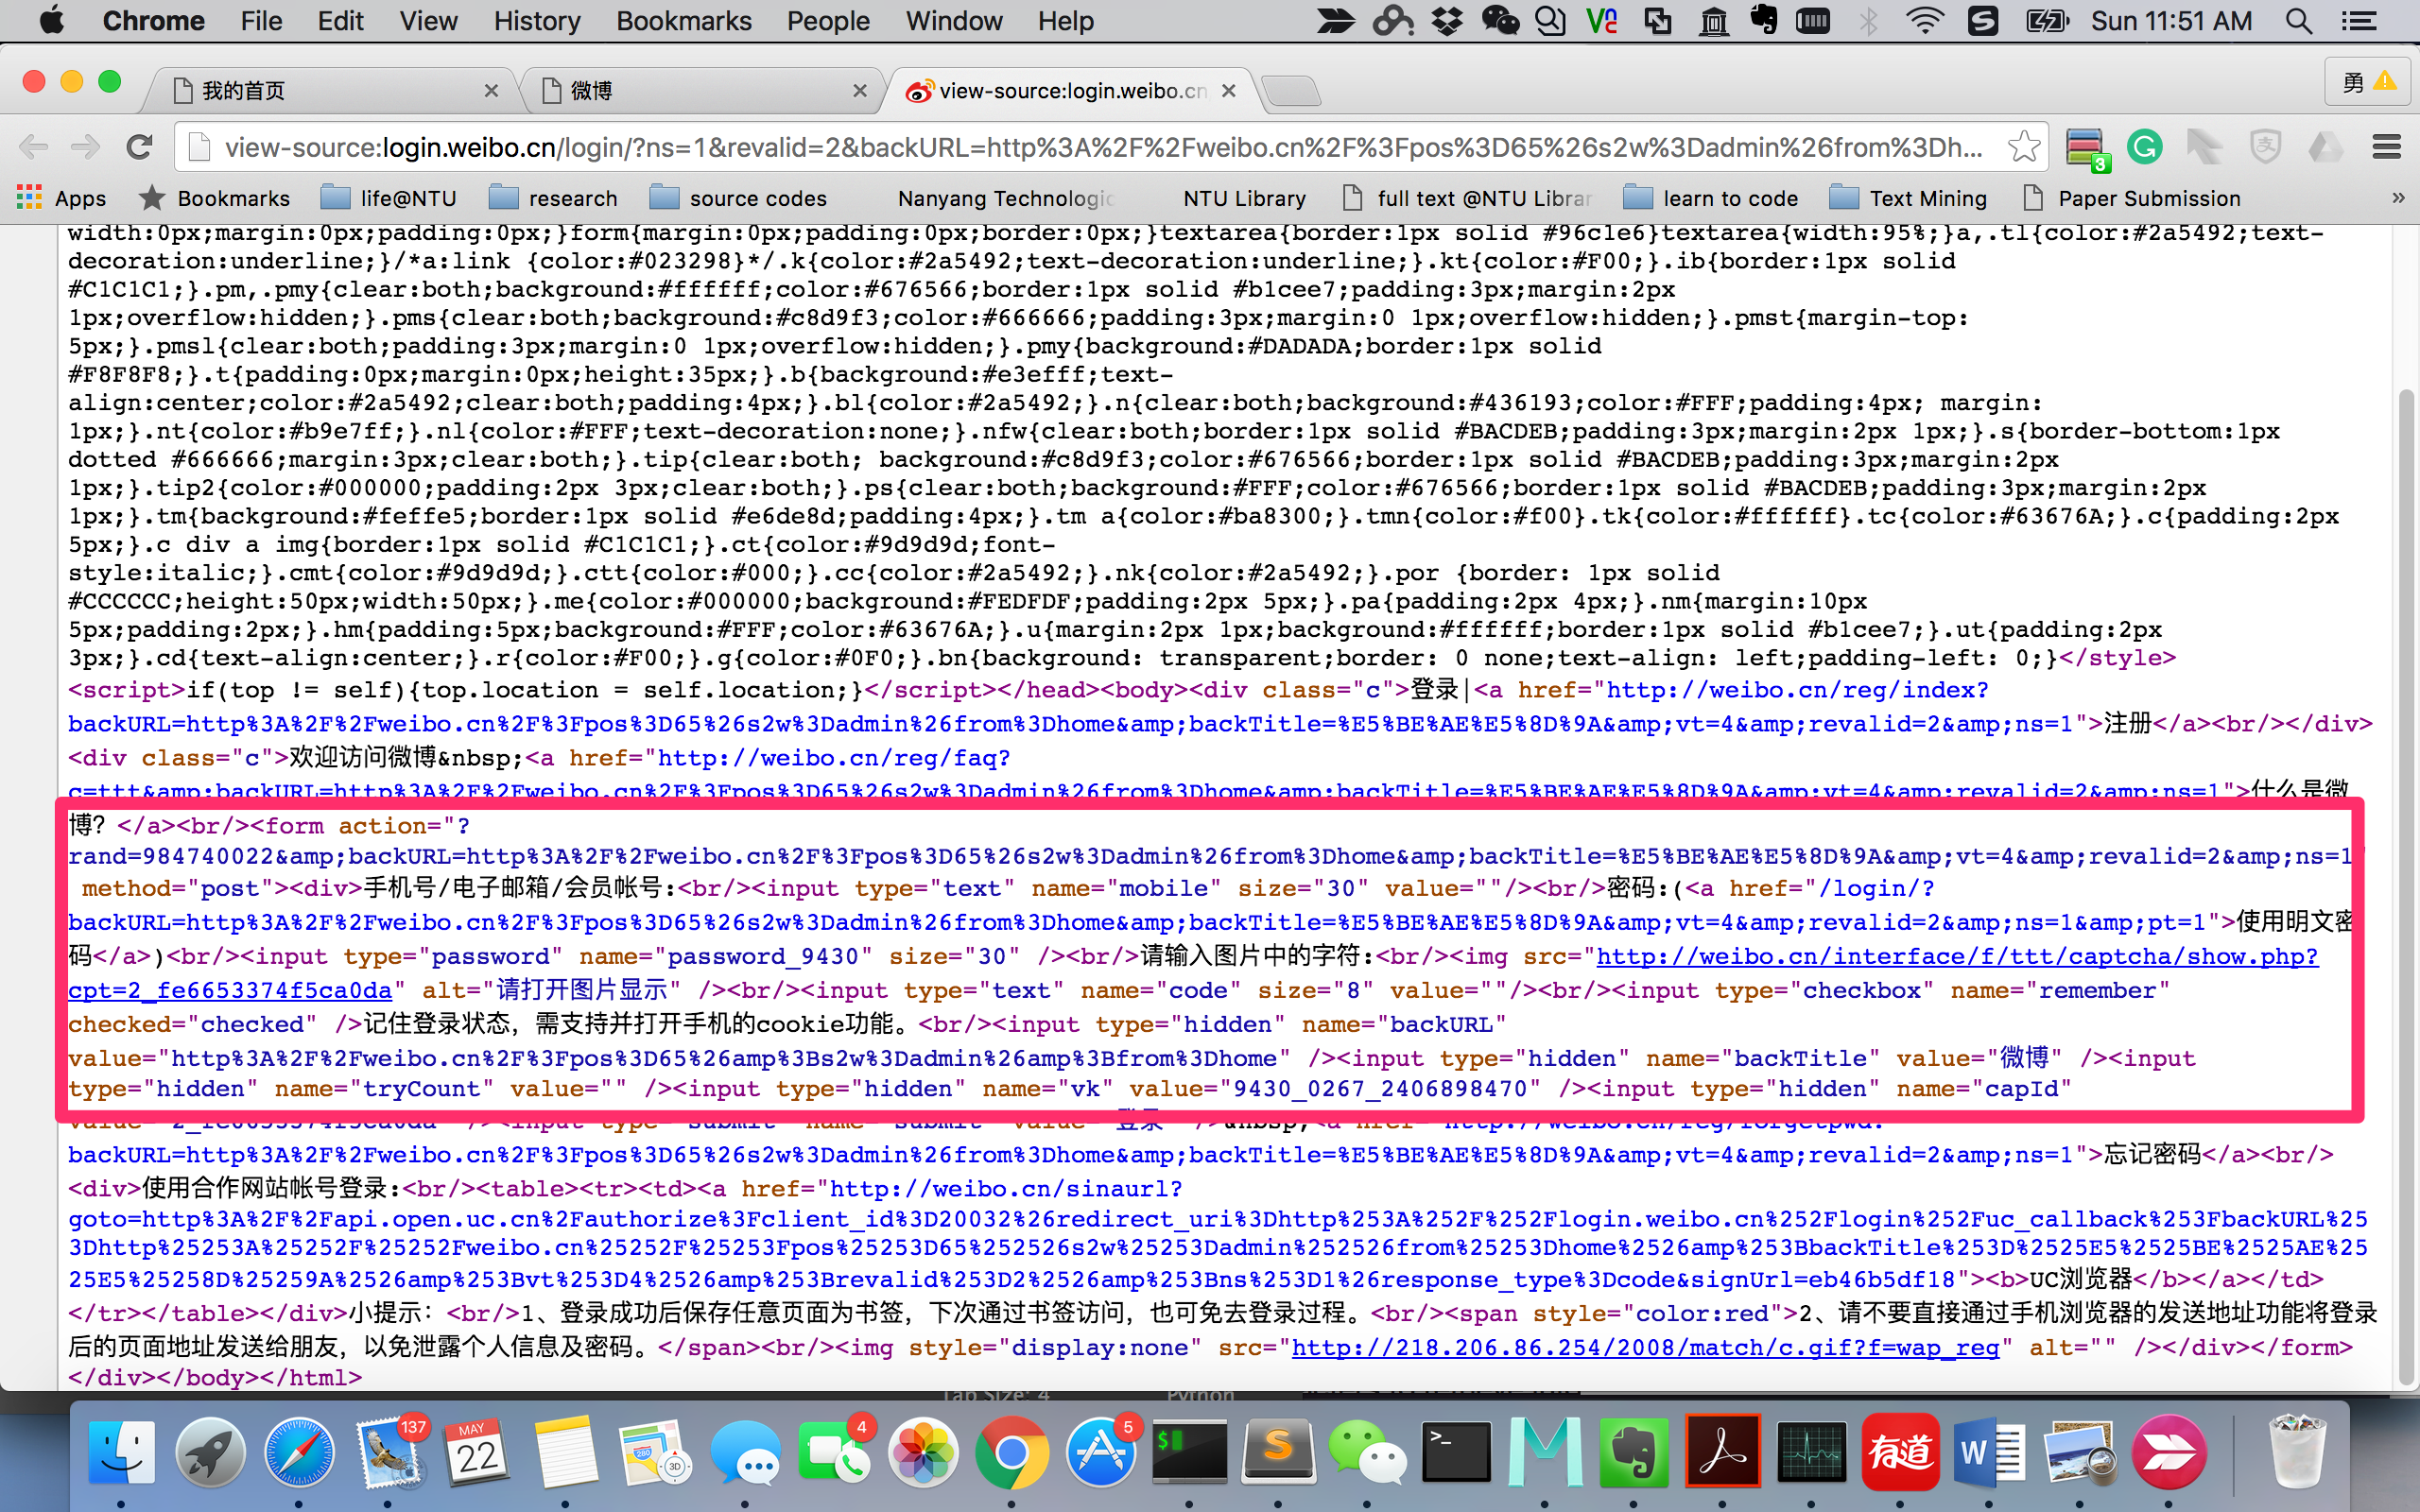 Chrome File Edit View History Bookmarks People Window Help Sun 11:51 AM
我的首页 微博 view-source:login.weibo.cn 勇
view-source:login.weibo.cn/login/?ns=1&revalid=2&backURL=http%3A%2F%2Fweibo.cn%2F%3Fpos%3D65%26s2w%3Dadmin%26from%3Dh... 3
Apps Bookmarks life@NTU research source codes Nanyang Technologic NTU Library full text @NTU Librar learn to code Text Mining Paper Submission »
width:0px;margin:0px;padding:0px;}form{margin:0px;padding:0px;border:0px;}textarea{border:1px solid #96c1e6}textarea{width:95%;}a,.tl{color:#2a5492;text-
decoration:underline;}/*a:link {color:#023298}*/.k{color:#2a5492;text-decoration:underline;}.kt{color:#F00;}.ib{border:1px solid
#C1C1C1;}.pm,.pmy{clear:both;background:#ffffff;color:#676566;border:1px solid #b1cee7;padding:3px;margin:2px
1px;overflow:hidden;}.pms{clear:both;background:#c8d9f3;color:#666666;padding:3px;margin:0 1px;overflow:hidden;}.pmst{margin-top:
5px;}.pmsl{clear:both;padding:3px;margin:0 1px;overflow:hidden;}.pmy{background:#DADADA;border:1px solid
#F8F8F8;}.t{padding:0px;margin:0px;height:35px;}.b{background:#e3efff;text-
align:center;color:#2a5492;clear:both;padding:4px;}.bl{color:#2a5492;}.n{clear:both;background:#436193;color:#FFF;padding:4px; margin:
1px;}.nt{color:#b9e7ff;}.nl{color:#FFF;text-decoration:none;}.nfw{clear:both;border:1px solid #BACDEB;padding:3px;margin:2px 1px;}.s{border-bottom:1px
dotted #666666;margin:3px;clear:both;}.tip{clear:both; background:#c8d9f3;color:#676566;border:1px solid #BACDEB;padding:3px;margin:2px
1px;}.tip2{color:#000000;padding:2px 3px;clear:both;}.ps{clear:both;background:#FFF;color:#676566;border:1px solid #BACDEB;padding:3px;margin:2px
1px;}.tm{background:#feffe5;border:1px solid #e6de8d;padding:4px;}.tm a{color:#ba8300;}.tmn{color:#f00}.tk{color:#ffffff}.tc{color:#63676A;}.c{padding:2px
5px;}.c div a img{border:1px solid #C1C1C1;}.ct{color:#9d9d9d;font-
style:italic;}.cmt{color:#9d9d9d;}.ctt{color:#000;}.cc{color:#2a5492;}.nk{color:#2a5492;}.por {border: 1px solid
#CCCCCC;height:50px;width:50px;}.me{color:#000000;background:#FEDFDF;padding:2px 5px;}.pa{padding:2px 4px;}.nm{margin:10px
5px;padding:2px;}.hm{padding:5px;background:#FFF;color:#63676A;}.u{margin:2px 1px;background:#ffffff;border:1px solid #b1cee7;}.ut{padding:2px
3px;}.cd{text-align:center;}.r{color:#F00;}.g{color:#0F0;}.bn{background: transparent;border: 0 none;text-align: left;padding-left: 0;}</style>
<script>if(top != self){top.location = self.location;}</script></head><body><div class="c">登录|<a href="http://weibo.cn/reg/index?
backURL=http%3A%2F%2Fweibo.cn%2F%3Fpos%3D65%26s2w%3Dadmin%26from%3Dhome&amp;backTitle=%E5%BE%AE%E5%8D%9A&amp;vt=4&amp;revalid=2&amp;ns=1">注册</a><br/></div>
<div class="c">欢迎访问微博&nbsp;<a href="http://weibo.cn/reg/faq?
c=ttt&amp;backURL=http%3A%2F%2Fweibo.cn%2F%3Fpos%3D65%26s2w%3Dadmin%26from%3Dhome&amp;backTitle=%E5%BE%AE%E5%8D%9A&amp;vt=4&amp;revalid=2&amp;ns=1">什么是微
博? </a><br/><form action="?
rand=984740022&amp;backURL=http%3A%2F%2Fweibo.cn%2F%3Fpos%3D65%26s2w%3Dadmin%26from%3Dhome&amp;backTitle=%E5%BE%AE%E5%8D%9A&amp;vt=4&amp;revalid=2&amp;ns=1"
method="post"><div>手机号/电子邮箱/会员帐号:<br/><input type="text" name="mobile" size="30" value=""/><br/>密码:(<a href="/login/?
backURL=http%3A%2F%2Fweibo.cn%2F%3Fpos%3D65%26s2w%3Dadmin%26from%3Dhome&amp;backTitle=%E5%BE%AE%E5%8D%9A&amp;vt=4&amp;revalid=2&amp;ns=1&amp;pt=1">使用明文密
码</a>)<br/><input type="password" name="password_9430" size="30" /><br/>请输入图片中的字符:<br/><img src="http://weibo.cn/interface/f/ttt/captcha/show.php?
cpt=2_fe6653374f5ca0da" alt="请打开图片显示" /><br/><input type="text" name="code" size="8" value=""/><br/><input type="checkbox" name="remember"
checked="checked" />记住登录状态，需支持并打开手机的cookie功能。<br/><input type="hidden" name="backURL"
value="http%3A%2F%2Fweibo.cn%2F%3Fpos%3D65%26amp%3Bs2w%3Dadmin%26amp%3Bfrom%3Dhome" /><input type="hidden" name="backTitle" value="微博" /><input
type="hidden" name="tryCount" value="" /><input type="hidden" name="vk" value="9430_0267_2406898470" /><input type="hidden" name="capId"
value="2_fe6653374f5ca0da" /><input type="submit" name="submit" value="登录" />&nbsp;<a href="http://weibo.cn/reg/forgetpwd?
backURL=http%3A%2F%2Fweibo.cn%2F%3Fpos%3D65%26s2w%3Dadmin%26from%3Dhome&amp;backTitle=%E5%BE%AE%E5%8D%9A&amp;vt=4&amp;revalid=2&amp;ns=1">忘记密码</a><br/>
<div>使用合作网站帐号登录:<br/><table><tr><td><a href="http://weibo.cn/sinaurl?
goto=http%3A%2F%2Fapi.open.uc.cn%2Fauthorize%3Fclient_id%3D20032%26redirect_uri%3Dhttp%253A%252F%252Flogin.weibo.cn%252Flogin%252Fuc_callback%253FbackURL%25
3Dhttp%25253A%25252F%25252Fweibo.cn%25252F%25253Fpos%25253D65%252526s2w%25253Dadmin%252526from%25253Dhome%2526amp%253BbackTitle%253D%2525E5%2525BE%2525AE%25
25E5%25258D%25259A%2526amp%253Bvt%253D4%2526amp%253Brevalid%253D2%2526amp%253Bns%253D1%26response_type%3Dcode&signUrl=eb46b5df18"><b>UC浏览器</b></a></td>
</tr></table></div>小提示：<br/>1、登录成功后保存任意页面为书签，下次通过书签访问，也可免去登录过程。<br/><span style="color:red">2、请不要直接通过手机浏览器的发送地址功能将登录
后的页面地址发送给朋友，以免泄露个人信息及密码。</span><br/><img style="display:none" src="http://218.206.86.254/2008/match/c.gif?f=wap_reg" alt="" /></div></form>
</div></body></html>
Tab Size: 4 Python
137 MAY 22 280 3D 4 5 $ S >_ 有道 W